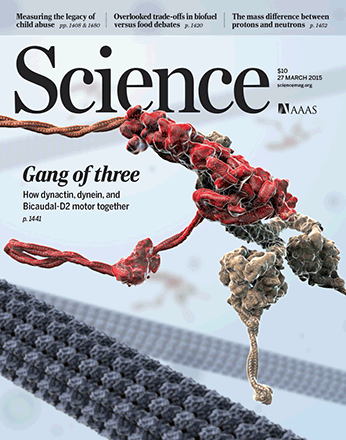 Measuring the legacy of
child abuse pp. 1408 & 1480
Overlooked trade-offs in biofuel
versus food debates p. 1420
The mass difference between
protons and neutrons p. 1452
Science
$10
27 MARCH 2015
sciencemag.org
AAAS
Gang of three
How dynactin, dynein, and
Bicaudal-D2 motor together
p. 1441